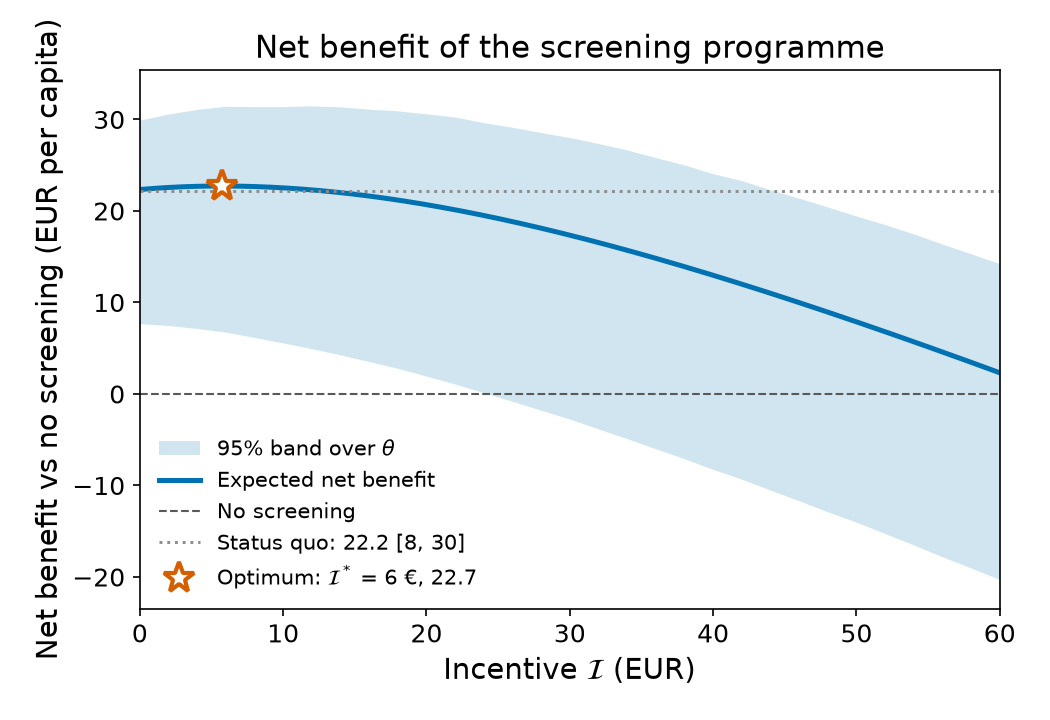 Net benefit of the screening programme
Net benefit vs no screening (EUR per capita)
30
20
10
0
−10
−20
95% band over θ
Expected net benefit
No screening
Status quo: 22.2 [8, 30]
Optimum: ℐ* = 6 €, 22.7
0 10 20 30 40 50 60
Incentive ℐ (EUR)